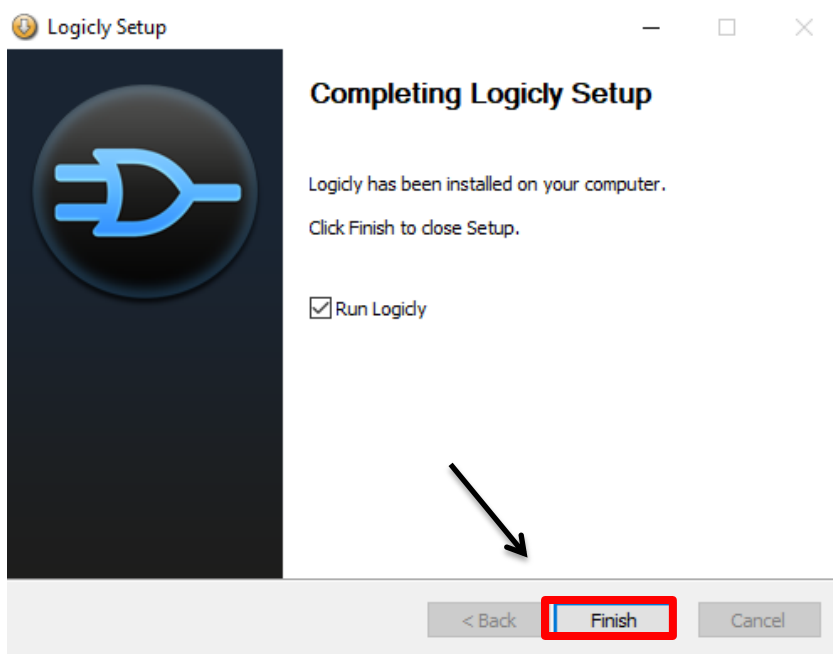 Logicly Setup
Completing Logicly Setup
Logicly has been installed on your computer.
Click Finish to close Setup.
Run Logicly
< Back
Finish
Cancel